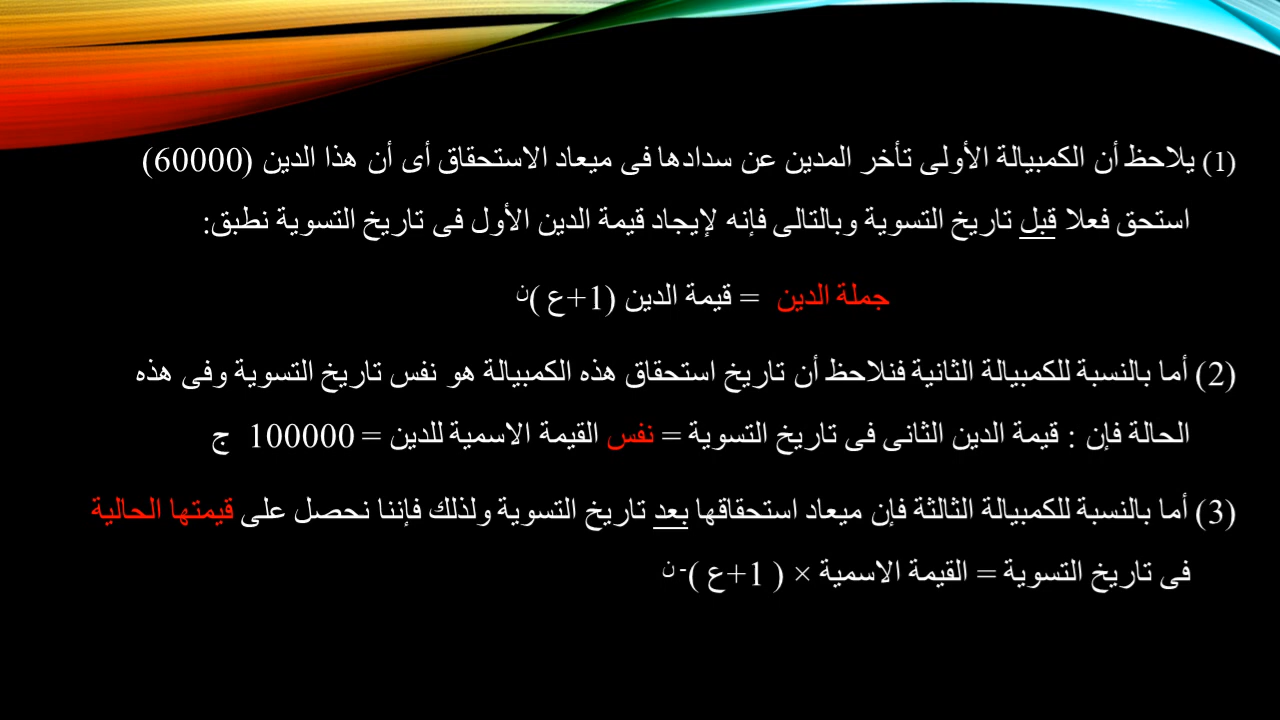 (1) يلاحظ أن الكمبيالة الأولى تأخر المدين عن سدادها فى ميعاد الاستحقاق أى أن هذا الدين (60000)
استحق فعلا قبل تاريخ التسوية وبالتالى فإنه لإيجاد قيمة الدين الأول فى تاريخ التسوية نطبق:
جملة الدين = قيمة الدين (1+ع )ن
(2) أما بالنسبة للكمبيالة الثانية فنلاحظ أن تاريخ استحقاق هذه الكمبيالة هو نفس تاريخ التسوية وفى هذه
الحالة فإن : قيمة الدين الثانى فى تاريخ التسوية = نفس القيمة الاسمية للدين = 100000 ج
(3) أما بالنسبة للكمبيالة الثالثة فإن ميعاد استحقاقها بعد تاريخ التسوية ولذلك فإننا نحصل على قيمتها الحالية
فى تاريخ التسوية = القيمة الاسمية × ( 1+ع )- ن